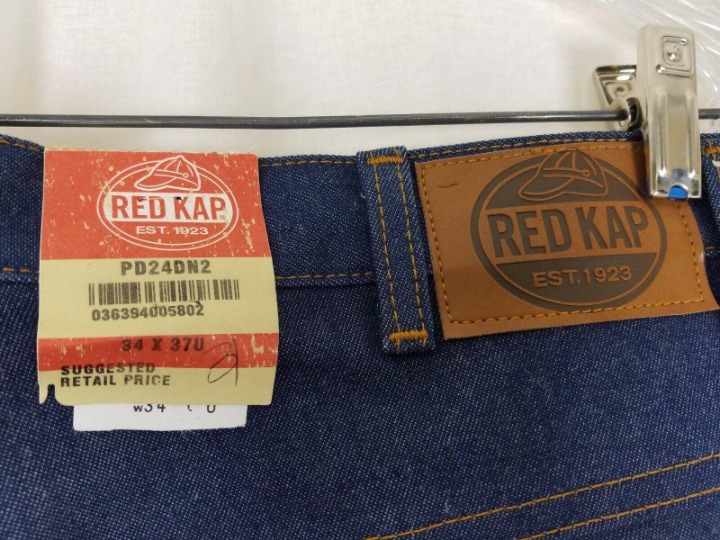 RED KAP
EST. 1923
PD24DN2
036394005802
34 X 37U
SUGGESTED
RETAIL PRICE
W34
U
RED KAP
EST. 1923